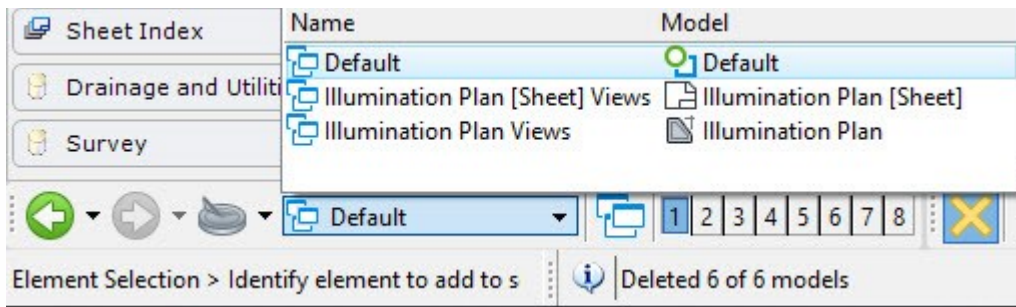 Sheet Index
Drainage and Utiliti
Survey
Name Model
Default Default
Illumination Plan [Sheet] Views Illumination Plan [Sheet]
Illumination Plan Views Illumination Plan
Default 1 2 3 4 5 6 7 8
Element Selection > Identify element to add to s Deleted 6 of 6 models